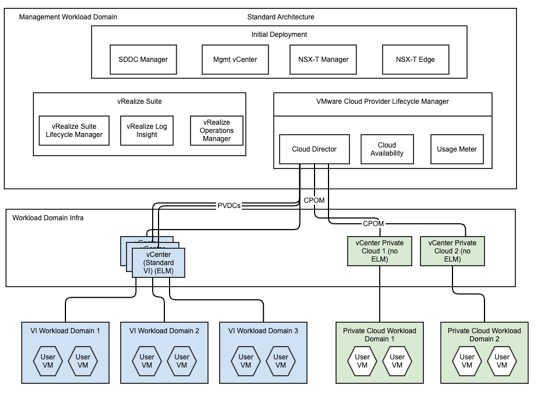 Management Workload Domain
Standard Architecture
Initial Deployment
SDDC Manager
Mgmt vCenter
NSX-T Manager
NSX-T Edge
vRealize Suite
vRealize Suite
Lifecycle Manager
vRealize Log
Insight
vRealize
Operations
Manager
VMware Cloud Provider Lifecycle Manager
Cloud Director
Cloud
Availability
Usage Meter
PVDCs
CPOM
CPOM
Workload Domain Infra
vCenter
(Standard
VI) (ELM)
vCenter Private
Cloud 1 (no
ELM)
vCenter Private
Cloud 2 (no
ELM)
VI Workload Domain 1
User
VM
User
VM
VI Workload Domain 2
User
VM
User
VM
VI Workload Domain 3
User
VM
User
VM
Private Cloud Workload
Domain 1
User
VM
User
VM
Private Cloud Workload
Domain 2
User
VM
User
VM